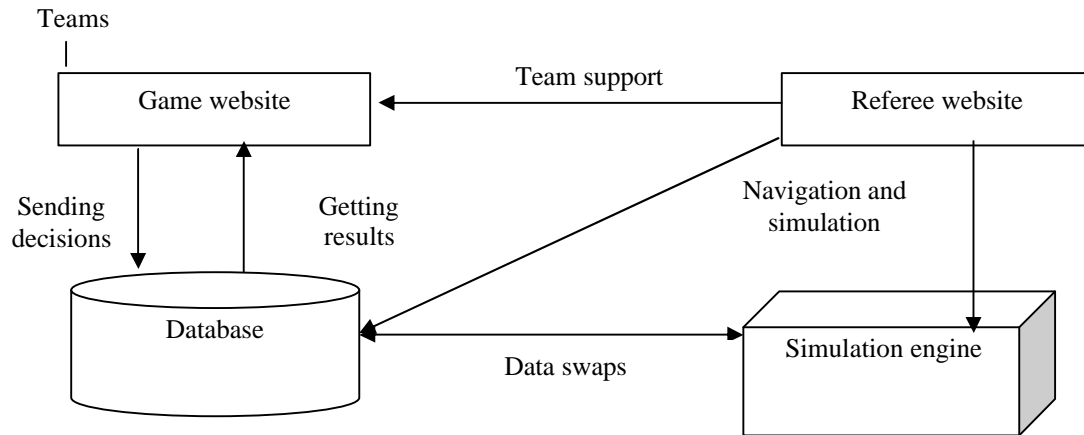 Teams
Game website
Team support
Referee website
Sending
decisions
Getting
results
Navigation and
simulation
Database
Data swaps
Simulation engine